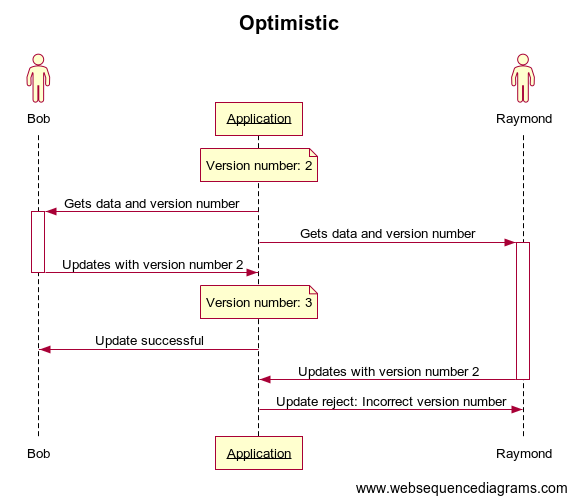 Optimistic
Bob
Application
Raymond
Version number: 2
Gets data and version number
Gets data and version number
Updates with version number 2
Version number: 3
Update successful
Updates with version number 2
Update reject: Incorrect version number
Bob
Application
Raymond
www.websequencediagrams.com